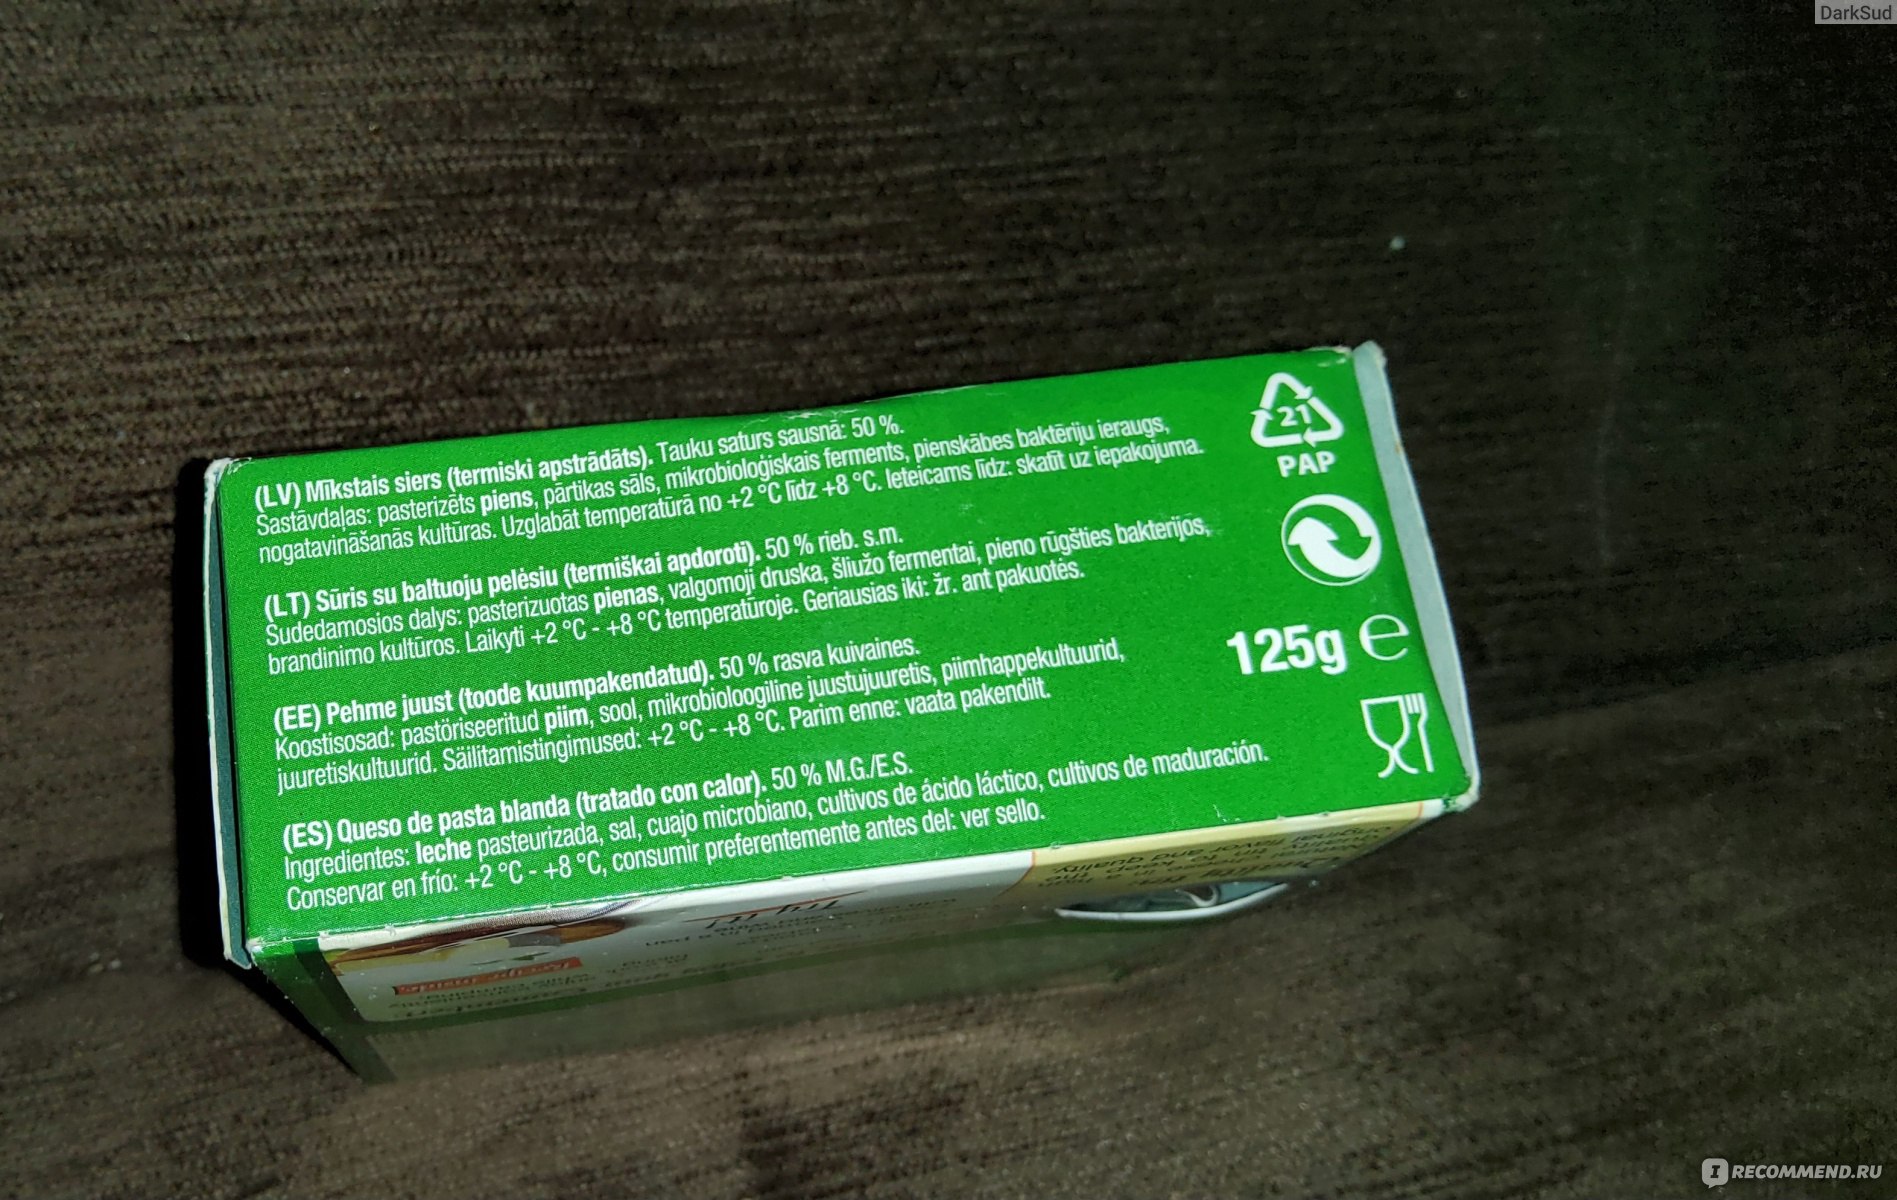 DarkSud
(LV) Mīkstais siers (termiski apstrādāts). Tauku saturs sausnā: 50 %.
Sastāvdaļas: pasterizēts piens, pārtikas sāls, mikrobioloģiskais ferments, pienskābes baktēriju ieraugs,
nogatavināšanās kultūras. Uzglabāt temperatūrā no +2 °C līdz +8 °C. Ieteicams līdz: skatīt uz iepakojuma.
(LT) Sūris su baltuoju pelėsiu (termiškai apdoroti). 50 % rieb. s.m.
Sudedamosios dalys: pasterizuotas pienas, valgomoji druska, šliužo fermentai, pieno rūgšties bakterijos,
brandinimo kultūros. Laikyti +2 °C - +8 °C temperatūroje. Geriausias iki: žr. ant pakuotės.
(EE) Pehme juust (toode kuumpakendatud). 50 % rasva kuivaines.
Koostisosad: pastöriseeritud piim, sool, mikrobioloogiline juustujuuretis, piimhappekultuurid,
juuretiskultuurid. Säilitamistingimused: +2 °C - +8 °C. Parim enne: vaata pakendilt.
(ES) Queso de pasta blanda (tratado con calor). 50 % M.G./E.S.
Ingredientes: leche pasteurizada, sal, cuajo microbiano, cultivos de ácido láctico, cultivos de maduración.
Conservar en frío: +2 °C - +8 °C, consumir preferentemente antes del: ver sello.
21
PAP
125g e
Try it
Recipe inside
IRECOMMEND.RU